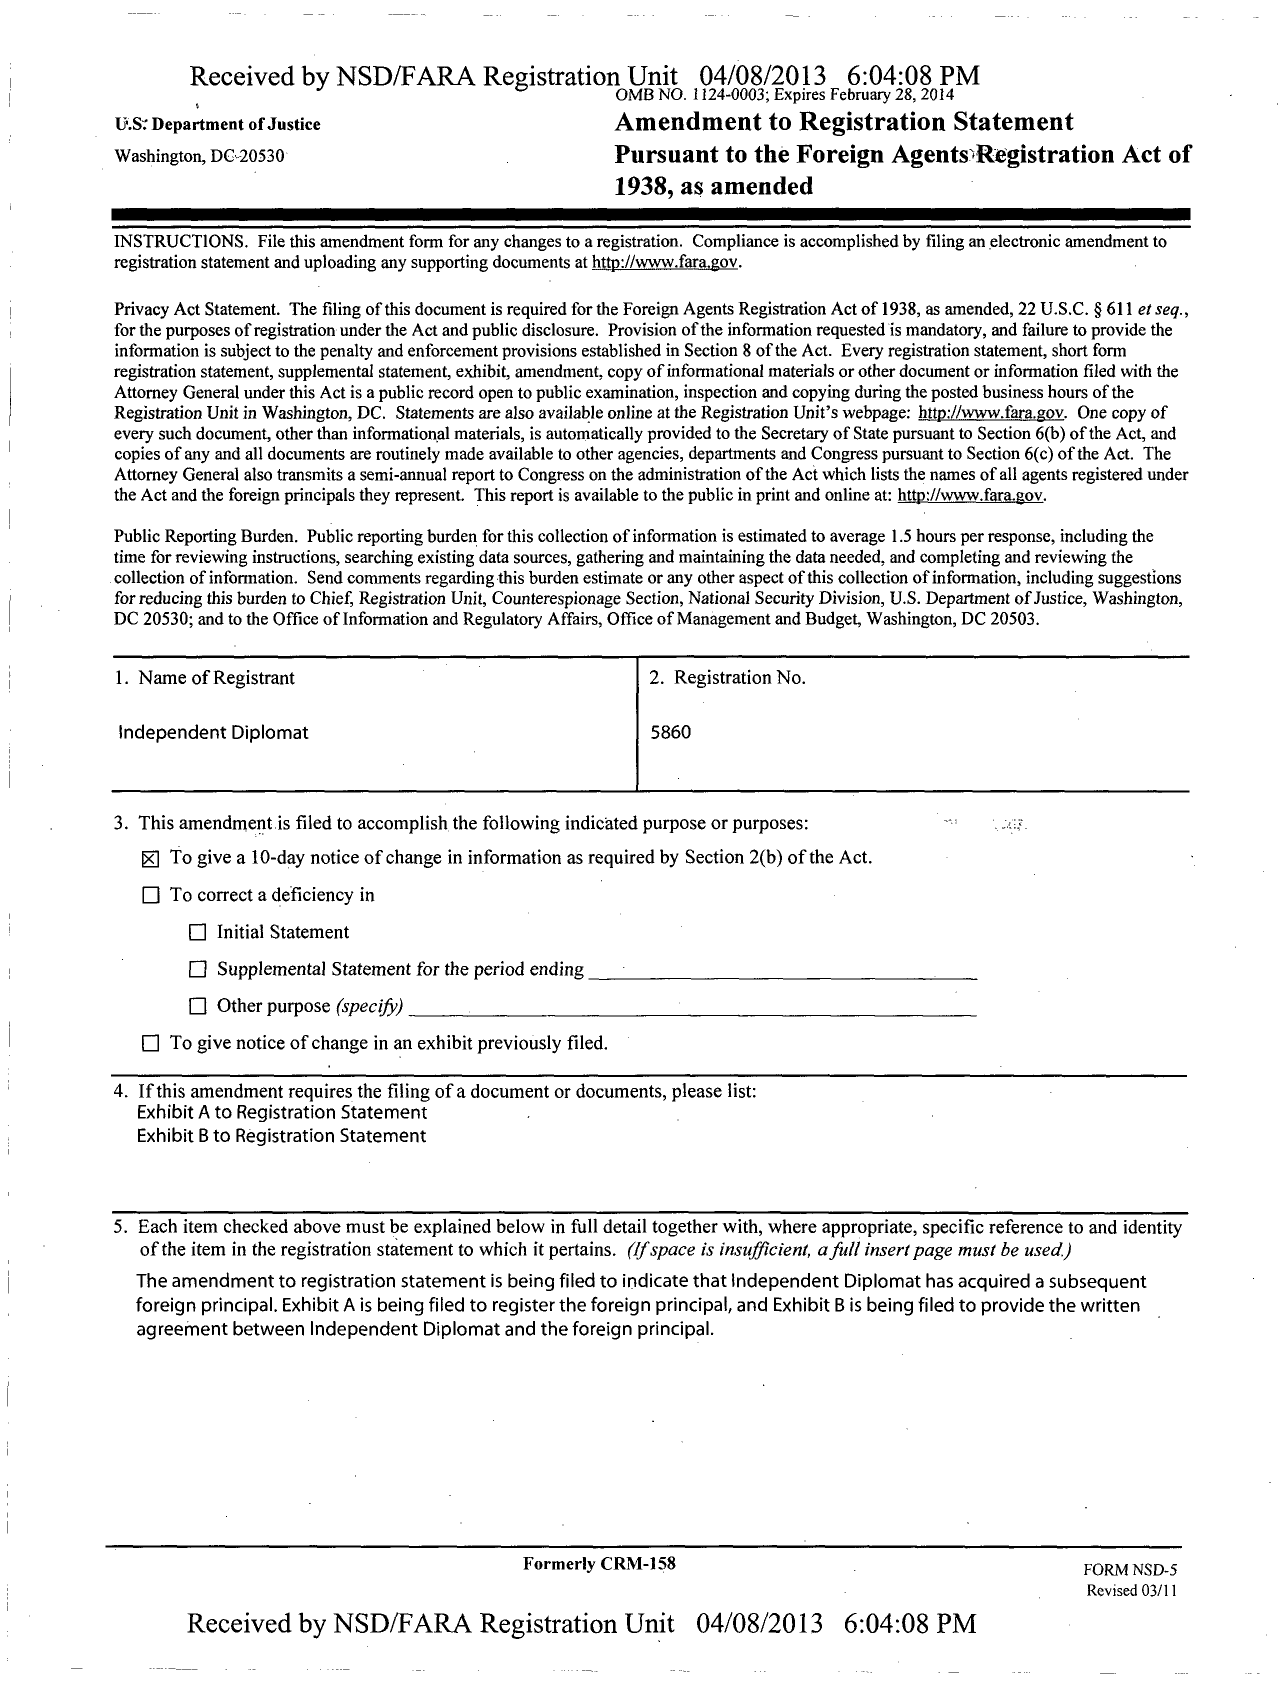 Received by NSD/FARA Registration Unit 04/08/2013 6:04:08 PM
OMB NO. 1124-0003; Expires February 28, 2014
U.S. Department of Justice
Washington, DC 20530
Amendment to Registration Statement
Pursuant to the Foreign Agents Registration Act of
1938, as amended
INSTRUCTIONS. File this amendment form for any changes to a registration. Compliance is accomplished by filing an electronic amendment to
registration statement and uploading any supporting documents at http://www.fara.gov.
Privacy Act Statement. The filing of this document is required for the Foreign Agents Registration Act of 1938, as amended, 22 U.S.C. § 611 et seq.,
for the purposes of registration under the Act and public disclosure. Provision of the information requested is mandatory, and failure to provide the
information is subject to the penalty and enforcement provisions established in Section 8 of the Act. Every registration statement, short form
registration statement, supplemental statement, exhibit, amendment, copy of informational materials or other document or information filed with the
Attorney General under this Act is a public record open to public examination, inspection and copying during the posted business hours of the
Registration Unit in Washington, DC. Statements are also available online at the Registration Unit's webpage: http://www.fara.gov. One copy of
every such document, other than informational materials, is automatically provided to the Secretary of State pursuant to Section 6(b) of the Act, and
copies of any and all documents are routinely made available to other agencies, departments and Congress pursuant to Section 6(c) of the Act. The
Attorney General also transmits a semi-annual report to Congress on the administration of the Act which lists the names of all agents registered under
the Act and the foreign principals they represent. This report is available to the public in print and online at: http://www.fara.gov.
Public Reporting Burden. Public reporting burden for this collection of information is estimated to average 1.5 hours per response, including the
time for reviewing instructions, searching existing data sources, gathering and maintaining the data needed, and completing and reviewing the
collection of information. Send comments regarding this burden estimate or any other aspect of this collection of information, including suggestions
for reducing this burden to Chief, Registration Unit, Counterespionage Section, National Security Division, U.S. Department of Justice, Washington,
DC 20530; and to the Office of Information and Regulatory Affairs, Office of Management and Budget, Washington, DC 20503.
1. Name of Registrant
Independent Diplomat
2. Registration No.
5860
3. This amendment is filed to accomplish the following indicated purpose or purposes:
☒ To give a 10-day notice of change in information as required by Section 2(b) of the Act.
☐ To correct a deficiency in
☐ Initial Statement
☐ Supplemental Statement for the period ending
☐ Other purpose (specify)
☐ To give notice of change in an exhibit previously filed.
4. If this amendment requires the filing of a document or documents, please list:
Exhibit A to Registration Statement
Exhibit B to Registration Statement
5. Each item checked above must be explained below in full detail together with, where appropriate, specific reference to and identity
of the item in the registration statement to which it pertains. (If space is insufficient, a full insert page must be used.)
The amendment to registration statement is being filed to indicate that Independent Diplomat has acquired a subsequent
foreign principal. Exhibit A is being filed to register the foreign principal, and Exhibit B is being filed to provide the written
agreement between Independent Diplomat and the foreign principal.
Formerly CRM-158
FORM NSD-5
Revised 03/11
Received by NSD/FARA Registration Unit 04/08/2013 6:04:08 PM